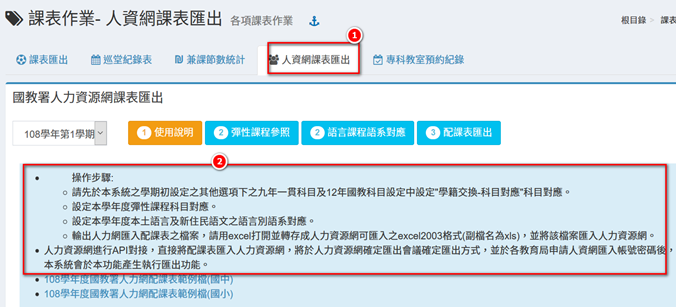 課表作業- 人資網課表匯出 各項課表作業
根目錄 > 課表
1
課表匯出 巡堂紀錄表 兼課節數統計 人資網課表匯出 專科教室預約紀錄
國教署人力資源網課表匯出
108學年第1學期 1 使用說明 2 彈性課程參照 2 語言課程語系對應 3 配課表匯出
2
操作步驟:
請先於本系統之學期初設定之其他選項下之九年一貫科目及12年國教科目設定中設定"學籍交換-科目對應"科目對應。
設定本學年度彈性課程科目對應。
設定本學年度本土語言及新住民語文之語言別語系對應。
輸出人力網匯入配課表之檔案，請用excel打開並轉存成人力資源網可匯入之excel2003格式(副檔名為xls)，並將該檔案匯入人力資源網。
人力資源網進行API對接，直接將配課表匯入人力資源網，將於人力資源網確定匯出會議確定匯出方式，並於各教育局申請人資網匯入帳號密碼後，
本系統會於本功能產生執行匯出功能。
108學年度國教署人力網配課表範例檔(國中)
108學年度國教署人力網配課表範例檔(國小)